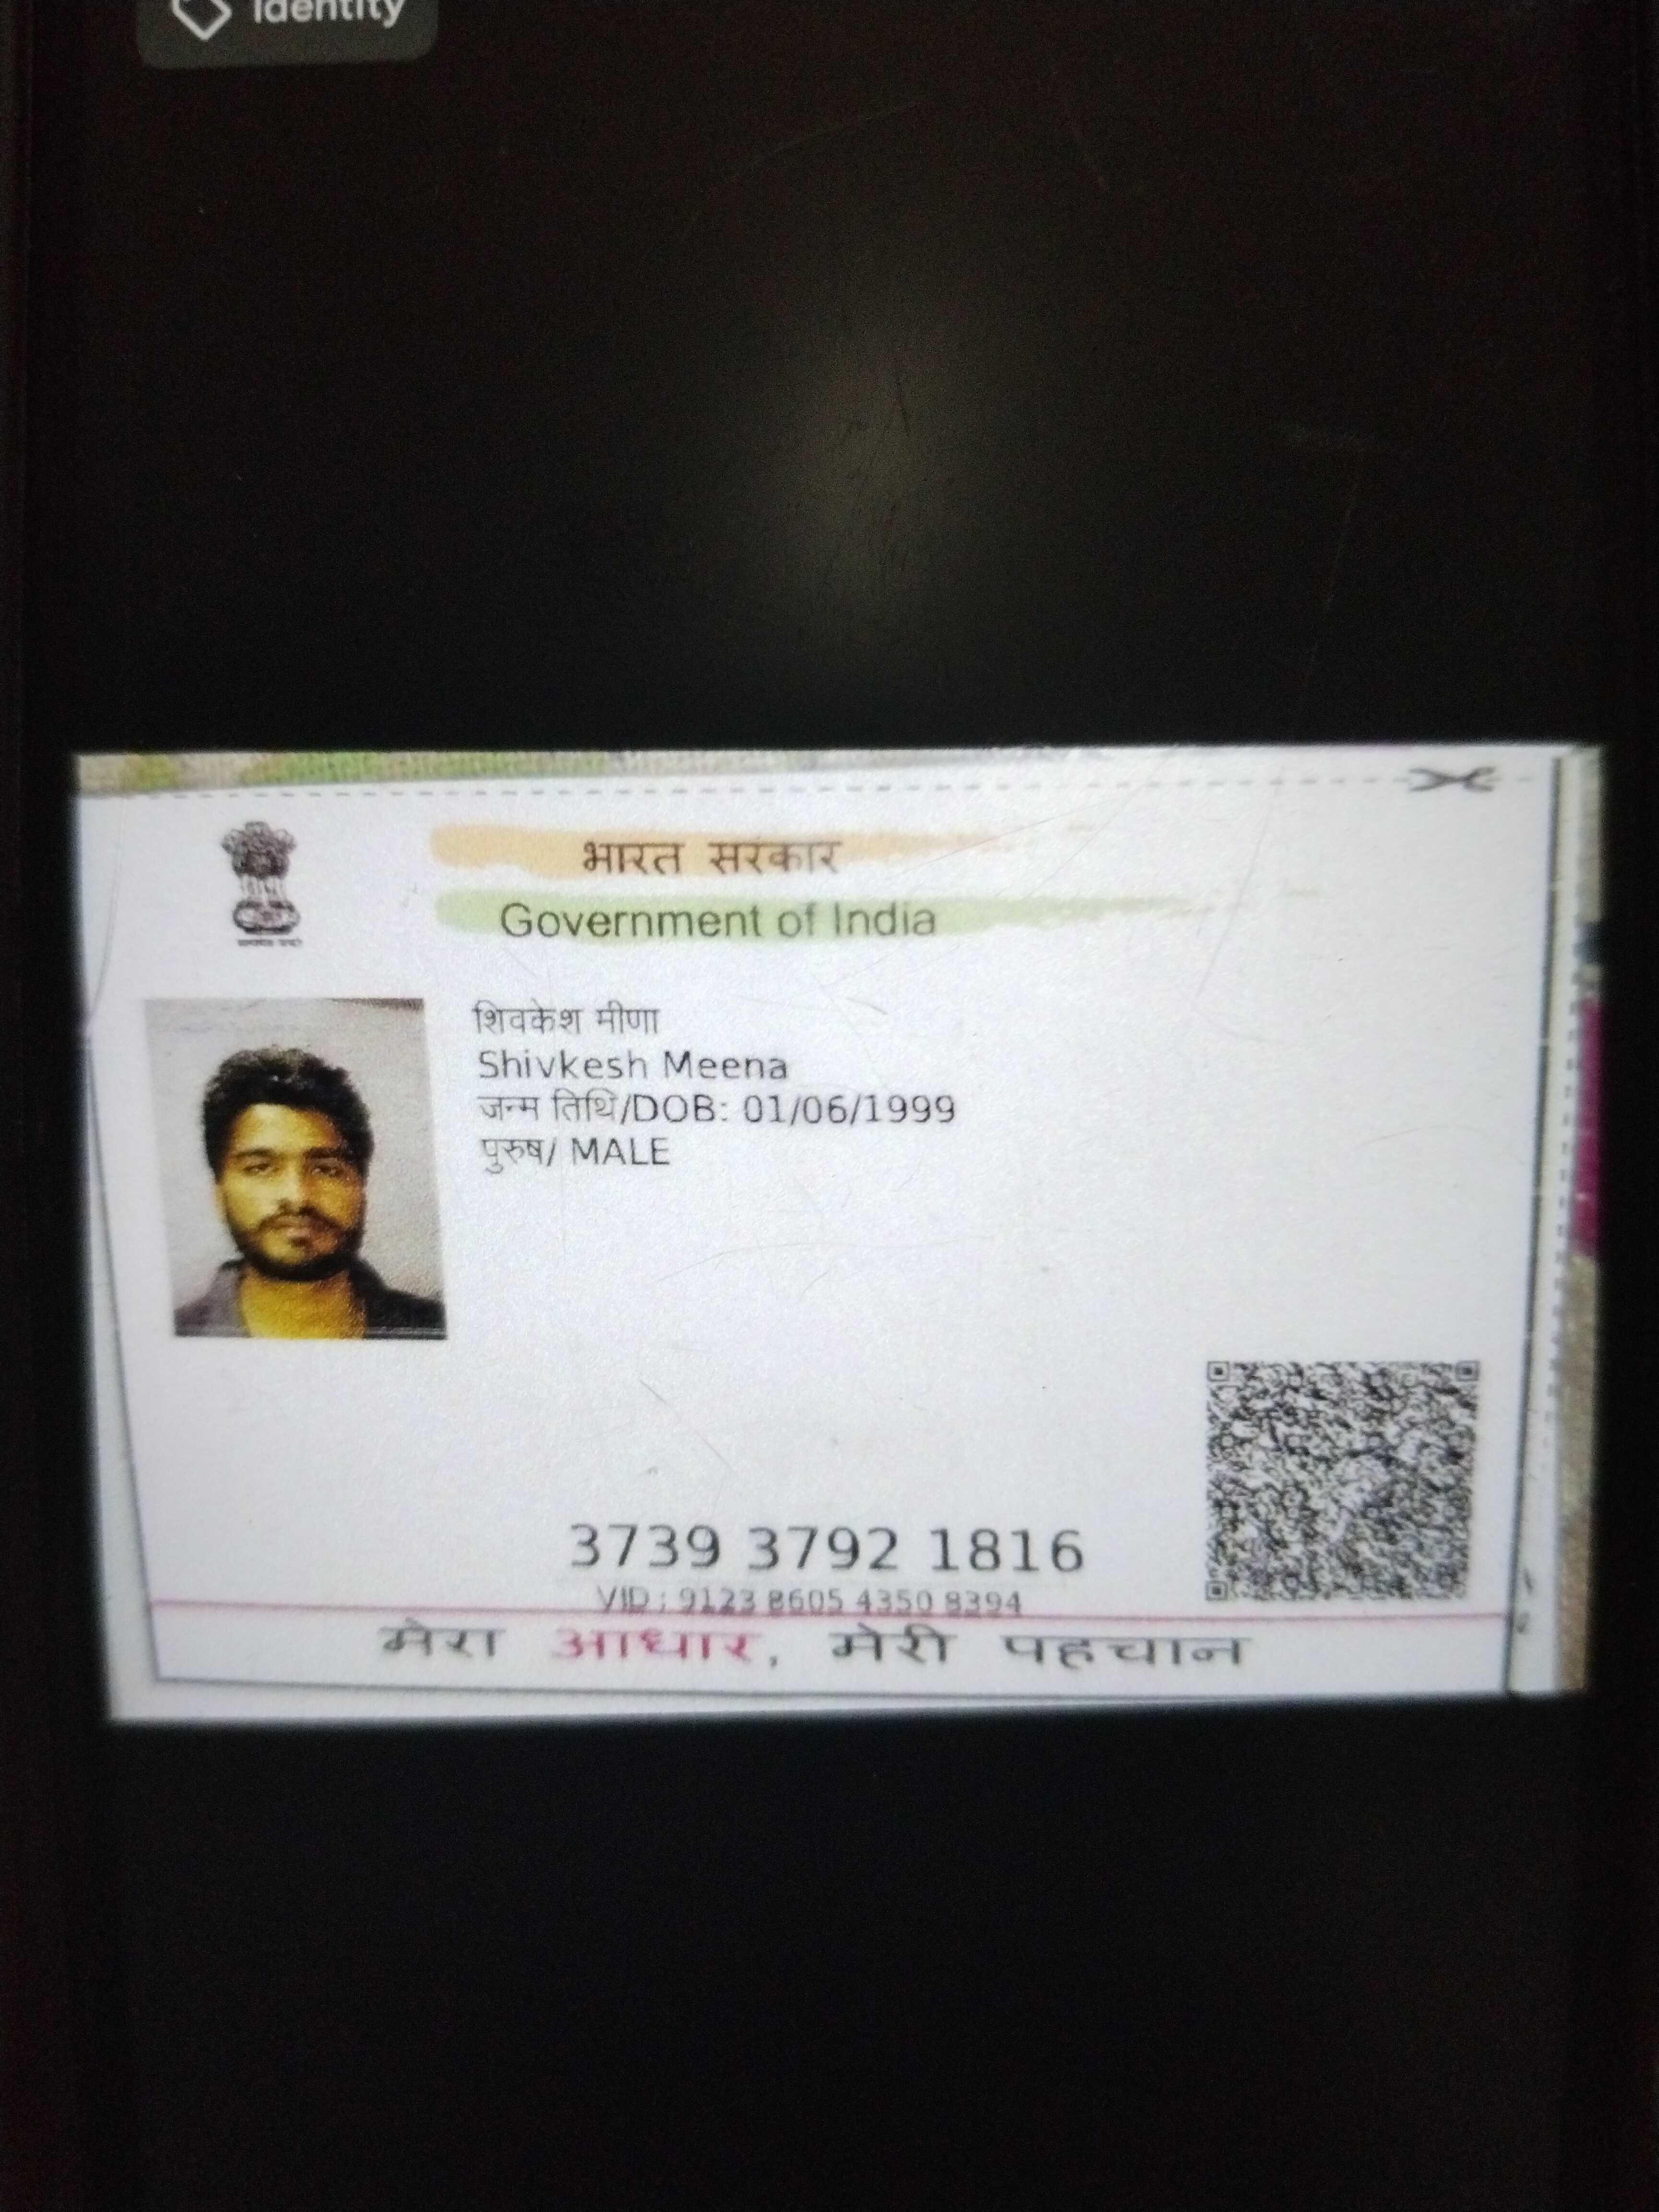 Identity
भारत सरकार
Government of India
शिवकेश मीणा
Shivkesh Meena
जन्म तिथि/DOB: 01/06/1999
पुरुष/ MALE
3739 3792 1816
VID : 9123 8605 4350 8394
मेरा आधार, मेरी पहचान